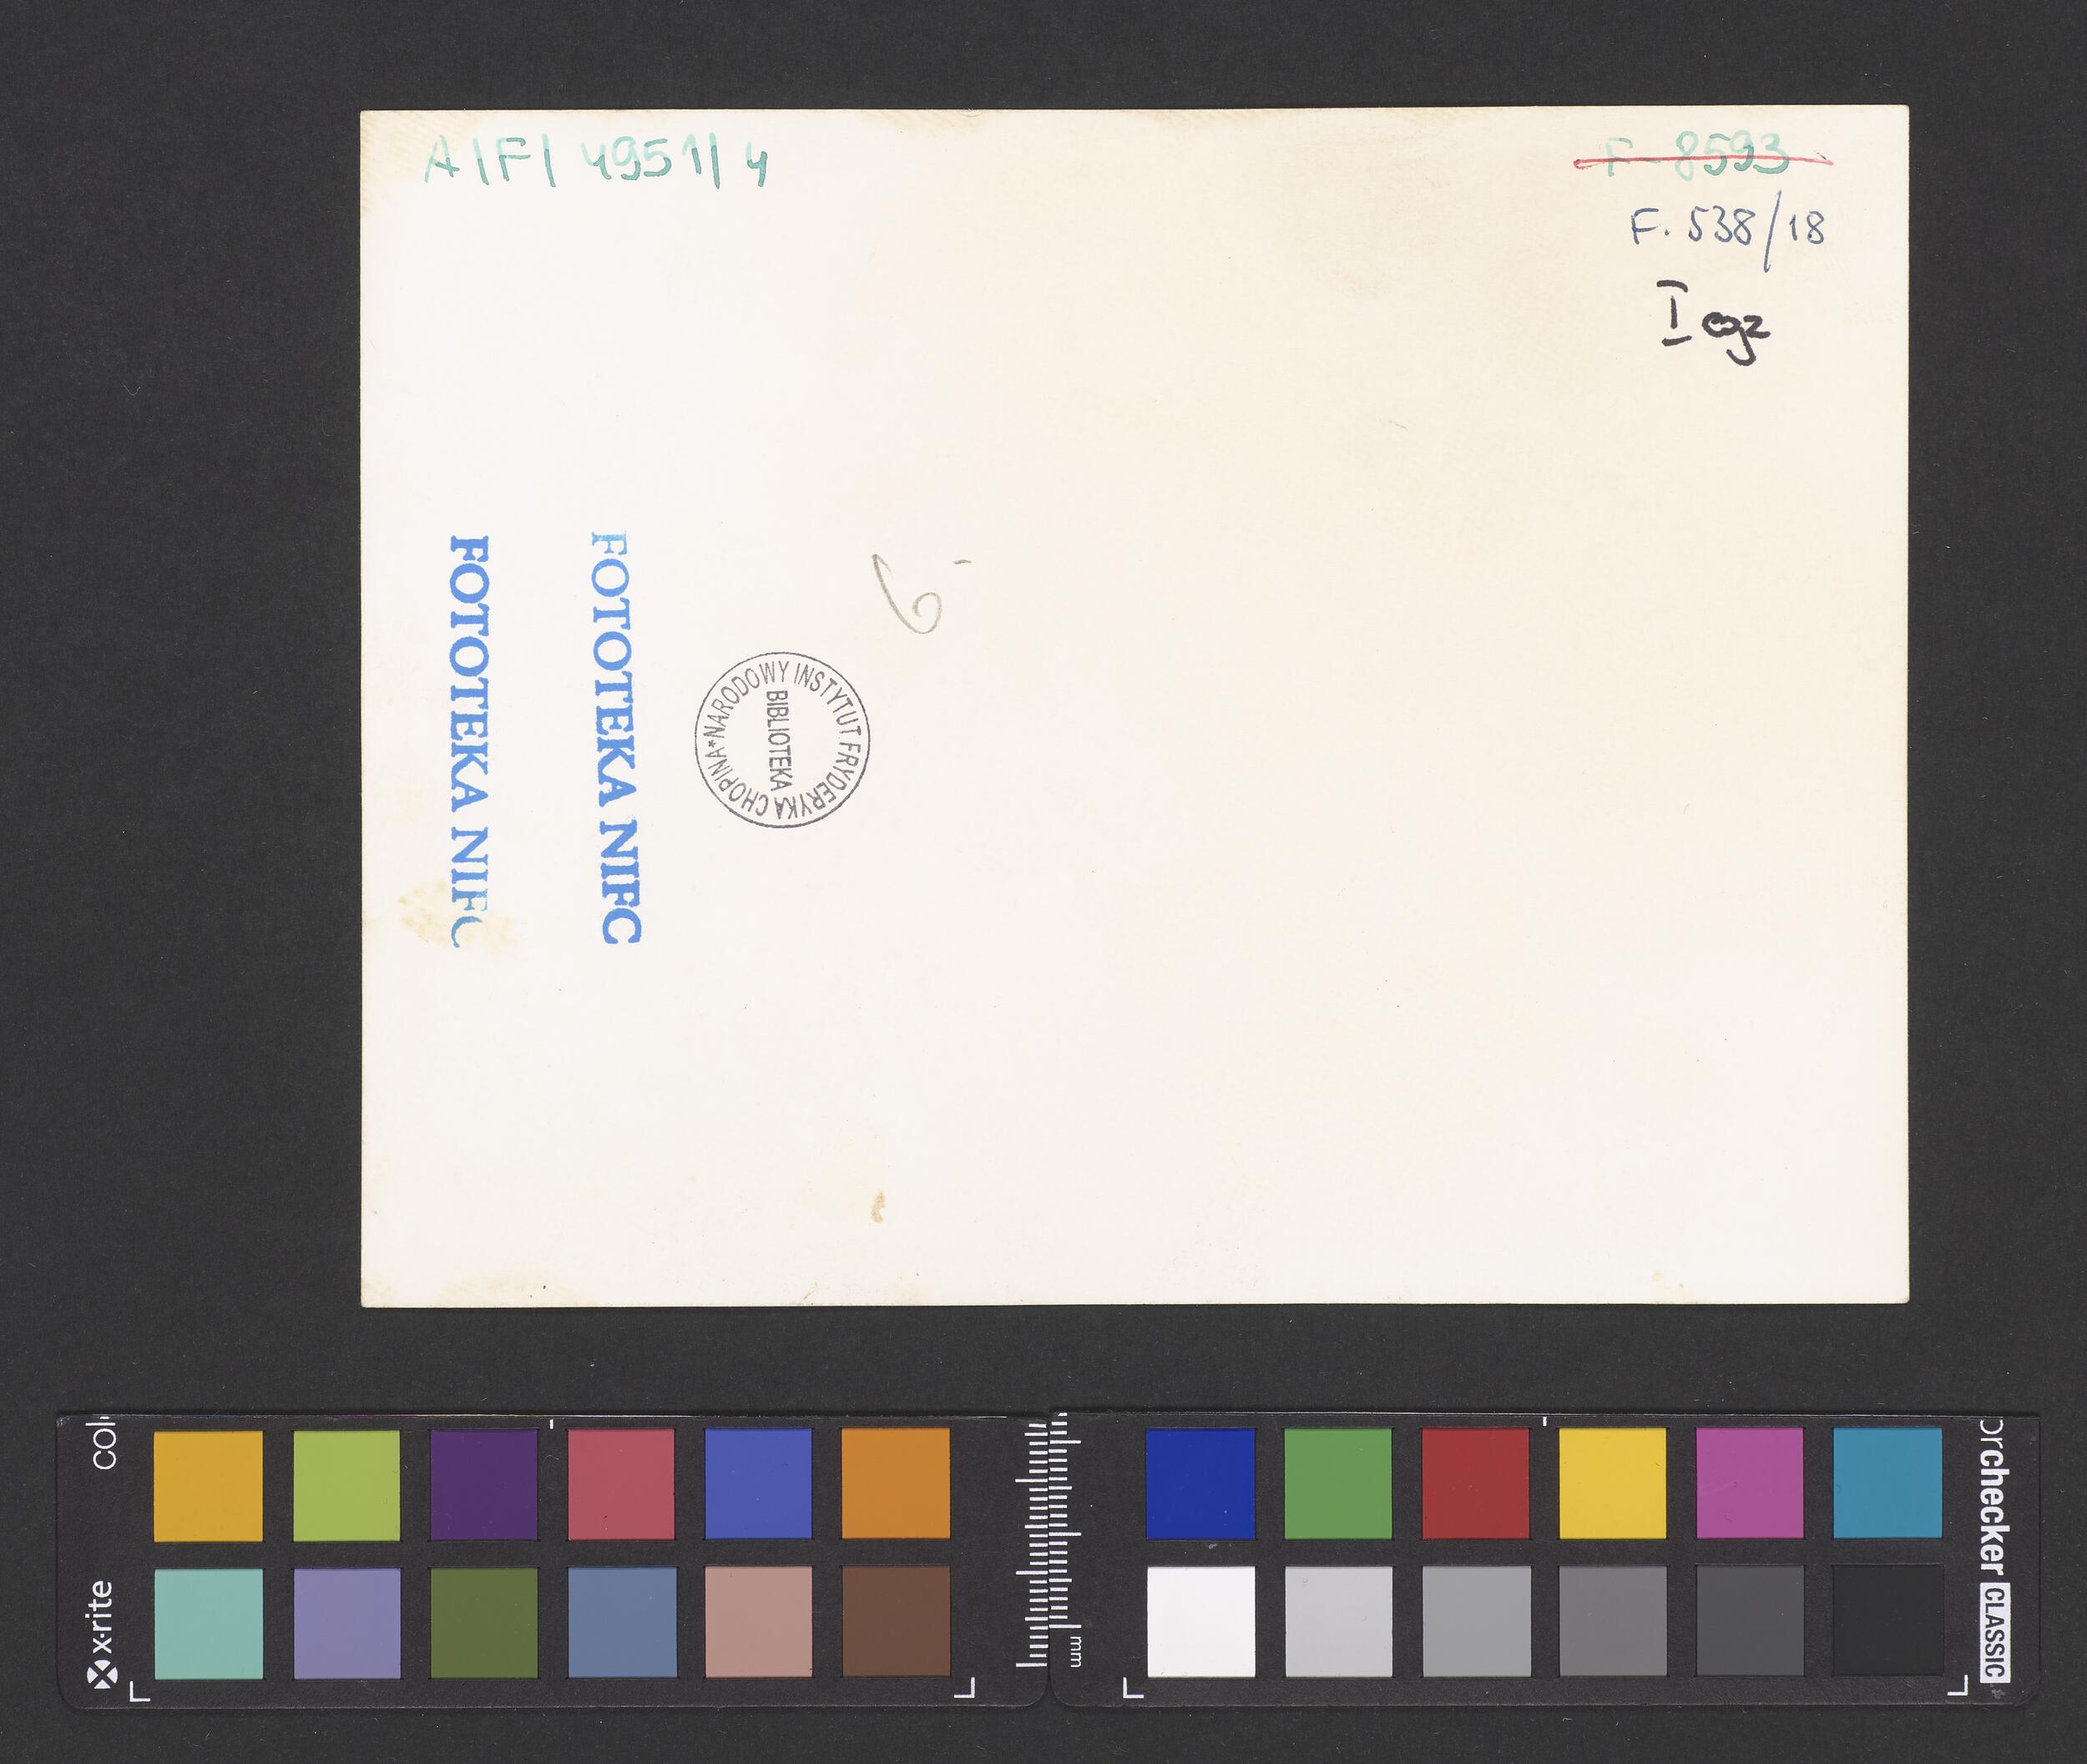 A/F/ 4951/4
F- 8593
F. 538/18
I egz
FOTOTEKA NIFC
FOTOTEKA NIFC
NARODOWY INSTYTUT FRYDERYKA CHOPINA*
BIBLIOTEKA
6
x-rite
mm
CLASSIC